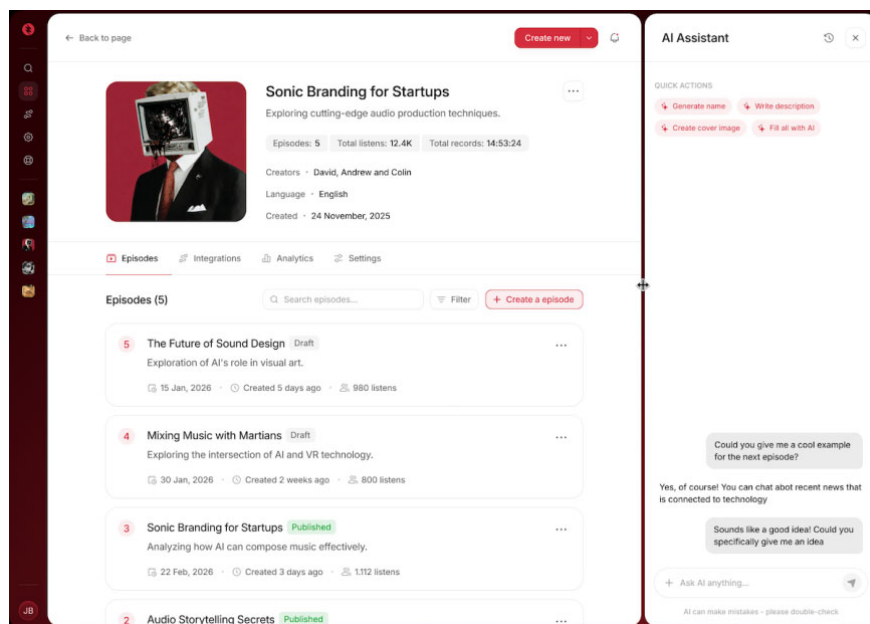 Back to page
Create new
Sonic Branding for Startups
Exploring cutting-edge audio production techniques.
Episodes: 5 Total listens: 12.4K Total records: 14:53:24
Creators · David, Andrew and Colin
Language · English
Created · 24 November, 2025
Episodes Integrations Analytics Settings
Episodes (5) Search episodes... Filter + Create a episode
5 The Future of Sound Design Draft
Exploration of AI's role in visual art.
15 Jan, 2026 · Created 5 days ago · 980 listens
4 Mixing Music with Martians Draft
Exploring the intersection of AI and VR technology.
30 Jan, 2026 · Created 2 weeks ago · 800 listens
3 Sonic Branding for Startups Published
Analyzing how AI can compose music effectively.
22 Feb, 2026 · Created 3 days ago · 1.112 listens
2 Audio Storytelling Secrets Published
JB
AI Assistant
QUICK ACTIONS
Generate name Write description
Create cover image Fill all with AI
Could you give me a cool example
for the next episode?
Yes, of course! You can chat abot recent news that
is connected to technology
Sounds like a good idea! Could you
specifically give me an idea
+ Ask AI anything...
AI can make mistakes - please double-check